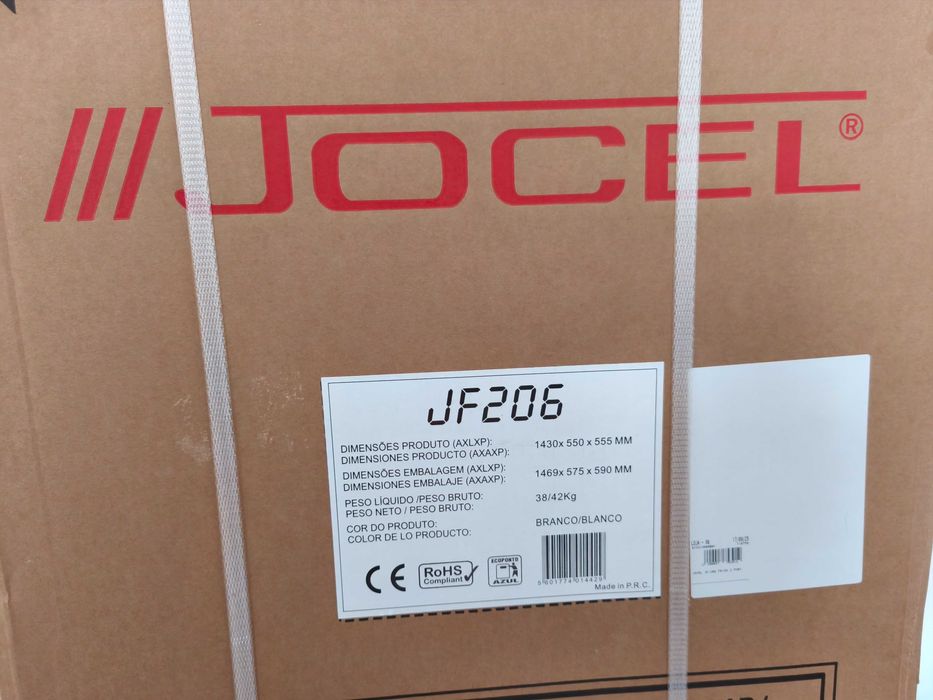 JOCEL®
JF206
DIMENSÕES PRODUTO (AXLXP): 1430x 550 x 555 MM
DIMENSIONES PRODUCTO (AXAXP):
DIMENSÕES EMBALAGEM (AXLXP): 1469x 575 x 590 MM
DIMENSIONES EMBALAJE (AXAXP):
PESO LÍQUIDO /PESO BRUTO: 38/42Kg
PESO NETO / PESO BRUTO:
COR DO PRODUTO: BRANCO/BLANCO
COLOR DE LO PRODUCTO:
CE
RoHS
Compliant
ECOPONTO
AZUL
5601774014429
Made in P.R.C.